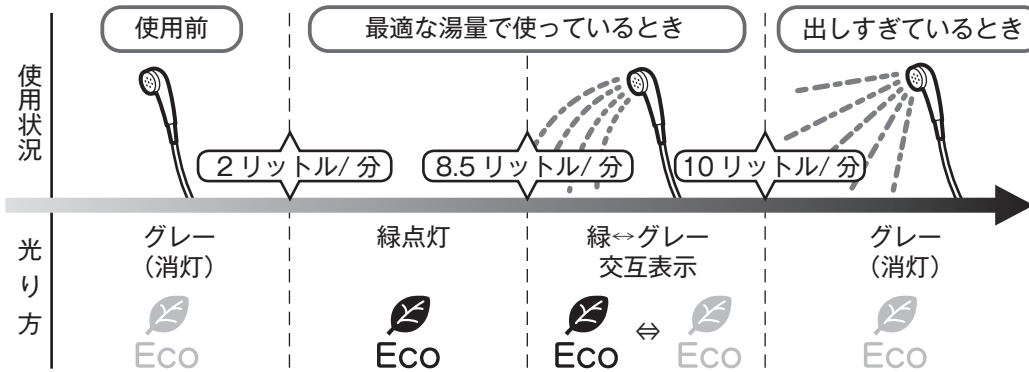 使用前
最適な湯量で使っているとき
出しすぎているとき
使用状況
2 リットル/ 分
8.5 リットル/ 分
10 リットル/ 分
光り方
グレー
（消灯）
緑点灯
緑⇔グレー
交互表示
グレー
（消灯）
Eco
Eco
Eco
⇔
Eco
Eco